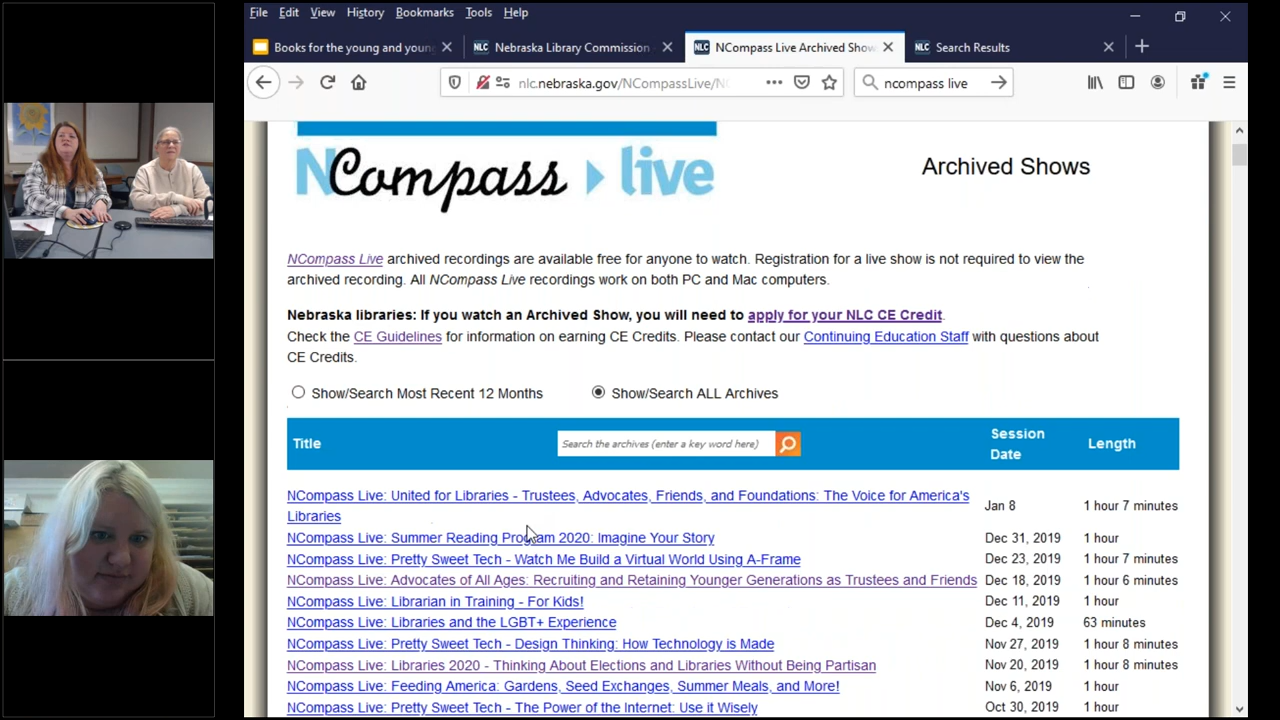 File Edit View History Bookmarks Tools Help
Books for the young and youn
Nebraska Library Commission -
NCompass Live Archived Show
Search Results
nlc.nebraska.gov/NCompassLive/N
ncompass live
NCompass live
Archived Shows
NCompass Live archived recordings are available free for anyone to watch. Registration for a live show is not required to view the
archived recording. All NCompass Live recordings work on both PC and Mac computers.
Nebraska libraries: If you watch an Archived Show, you will need to apply for your NLC CE Credit.
Check the CE Guidelines for information on earning CE Credits. Please contact our Continuing Education Staff with questions about
CE Credits.
Show/Search Most Recent 12 Months Show/Search ALL Archives
Title Search the archives (enter a key word here) Session Date Length
NCompass Live: United for Libraries - Trustees, Advocates, Friends, and Foundations: The Voice for America's
Libraries Jan 8 1 hour 7 minutes
NCompass Live: Summer Reading Program 2020: Imagine Your Story Dec 31, 2019 1 hour
NCompass Live: Pretty Sweet Tech - Watch Me Build a Virtual World Using A-Frame Dec 23, 2019 1 hour 7 minutes
NCompass Live: Advocates of All Ages: Recruiting and Retaining Younger Generations as Trustees and Friends Dec 18, 2019 1 hour 6 minutes
NCompass Live: Librarian in Training - For Kids! Dec 11, 2019 1 hour
NCompass Live: Libraries and the LGBT+ Experience Dec 4, 2019 63 minutes
NCompass Live: Pretty Sweet Tech - Design Thinking: How Technology is Made Nov 27, 2019 1 hour 8 minutes
NCompass Live: Libraries 2020 - Thinking About Elections and Libraries Without Being Partisan Nov 20, 2019 1 hour 8 minutes
NCompass Live: Feeding America: Gardens, Seed Exchanges, Summer Meals, and More! Nov 6, 2019 1 hour
NCompass Live: Pretty Sweet Tech - The Power of the Internet: Use it Wisely Oct 30, 2019 1 hour